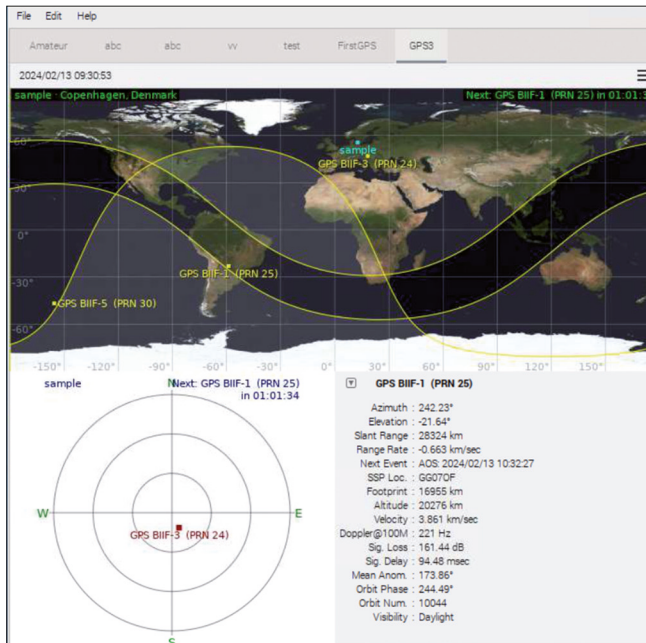 File Edit Help
Amateur abc abc vv test FirstGPS GPS3
2024/02/13 09:30:53
sample - Copenhagen, Denmark Next: GPS BIIF-1 (PRN 25) in 01:01:3
60°
sample
GPS BIIF-3 (PRN 24)
30°
0°
GPS BIIF-1 (PRN 25)
-30°
GPS BIIF-5 (PRN 30)
-60°
-150° -120° -90° -60° -30° 0° 30° 60° 90° 120° 150°
sample N Next: GPS BIIF-1 (PRN 25)
in 01:01:34
W E
GPS BIIF-3 (PRN 24)
S
GPS BIIF-1 (PRN 25)
Azimuth : 242.23°
Elevation : -21.64°
Slant Range : 28324 km
Range Rate : -0.663 km/sec
Next Event : AOS: 2024/02/13 10:32:27
SSP Loc. : GG07OF
Footprint : 16955 km
Altitude : 20276 km
Velocity : 3.861 km/sec
Doppler@100M : 221 Hz
Sig. Loss : 161.44 dB
Sig. Delay : 94.48 msec
Mean Anom. : 173.86°
Orbit Phase : 244.49°
Orbit Num. : 10044
Visibility : Daylight